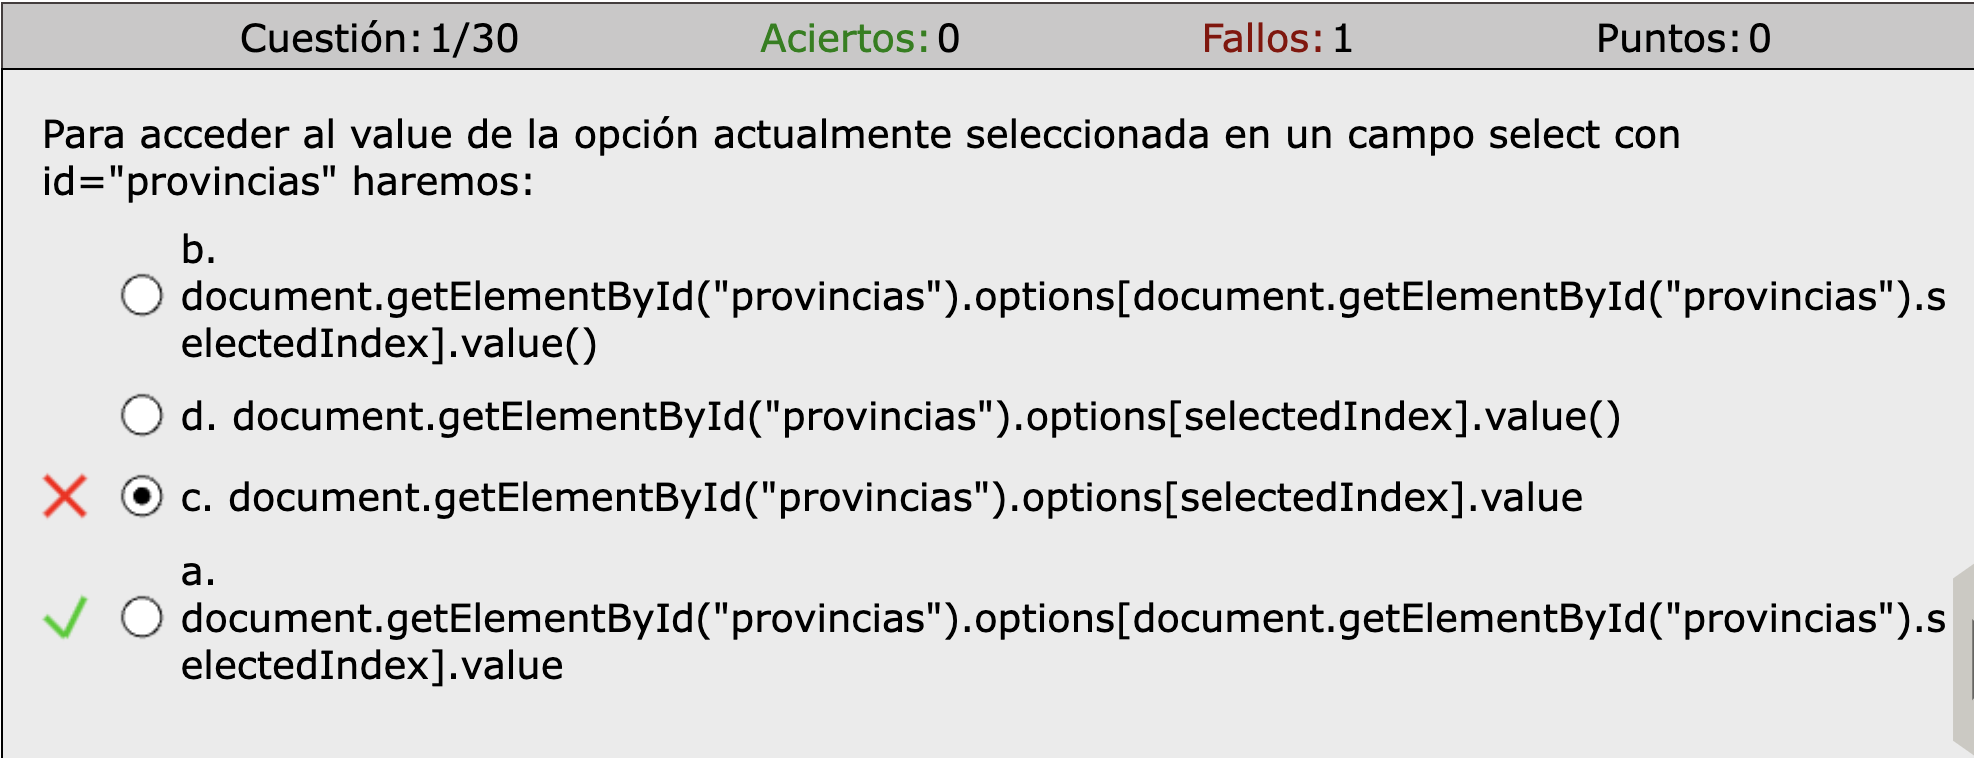 Cuestión: 1/30 Aciertos: 0 Fallos: 1 Puntos: 0
Para acceder al value de la opción actualmente seleccionada en un campo select con
id="provincias" haremos:
b.
document.getElementById("provincias").options[document.getElementById("provincias").s
electedIndex].value()
d. document.getElementById("provincias").options[selectedIndex].value()
c. document.getElementById("provincias").options[selectedIndex].value
a.
document.getElementById("provincias").options[document.getElementById("provincias").s
electedIndex].value